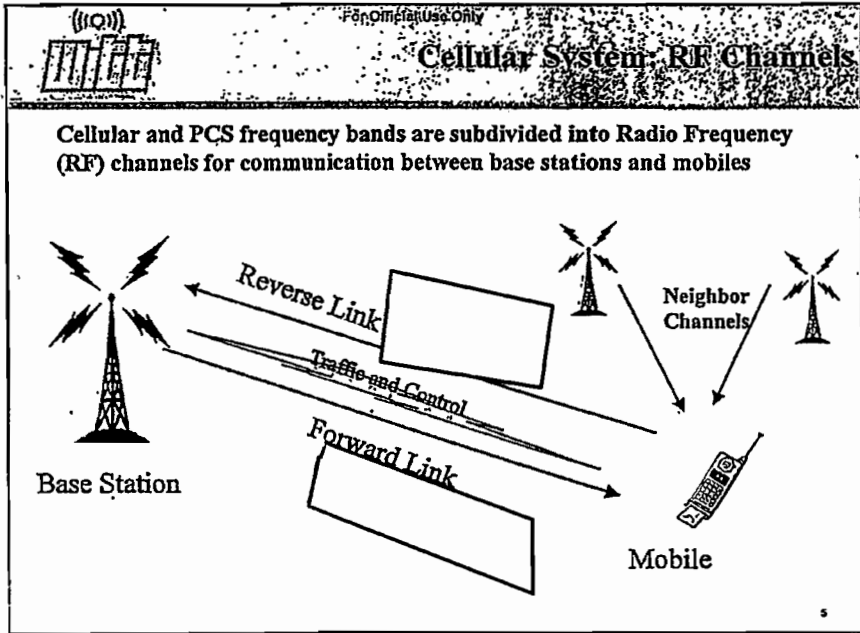 For Official Use Only
Cellular System: RF Channels
Cellular and PCS frequency bands are subdivided into Radio Frequency
(RF) channels for communication between base stations and mobiles
Reverse Link
Neighbor
Channels
Traffic and Control
Forward Link
Base Station
Mobile
5